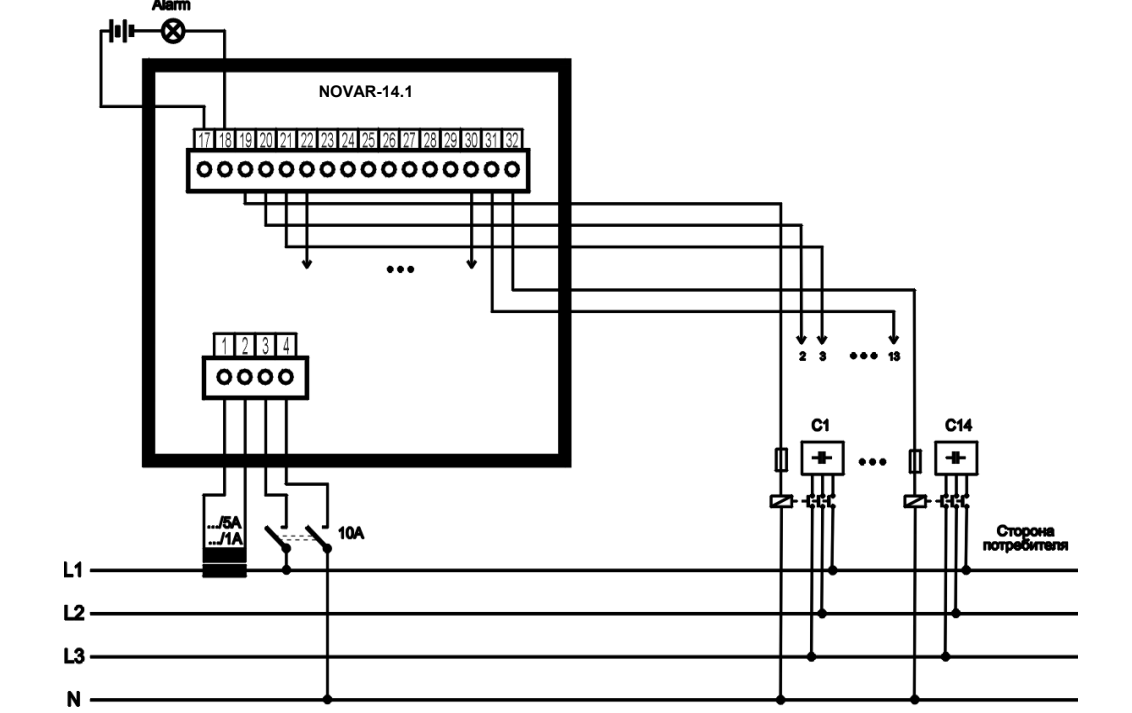 Alarm
NOVAR-14.1
17 18 19 20 21 22 23 24 25 26 27 28 29 30 31 32
1 2 3 4
2 3 ••• 13
C1 C14
.../5A
.../1A
10A
Сторона
потребителя
L1
L2
L3
N